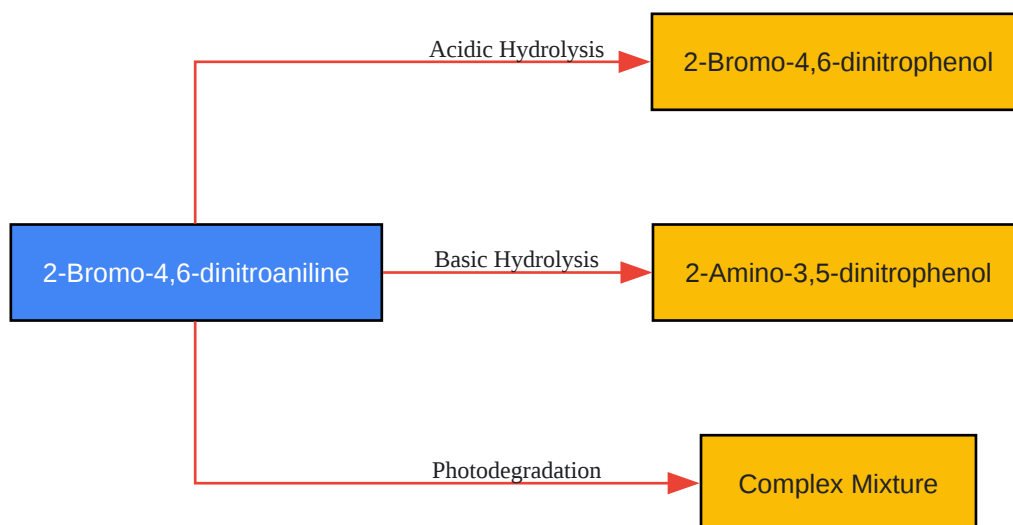 Acidic Hydrolysis
2-Bromo-4,6-dinitrophenol
2-Bromo-4,6-dinitroaniline
Basic Hydrolysis
2-Amino-3,5-dinitrophenol
Photodegradation
Complex Mixture